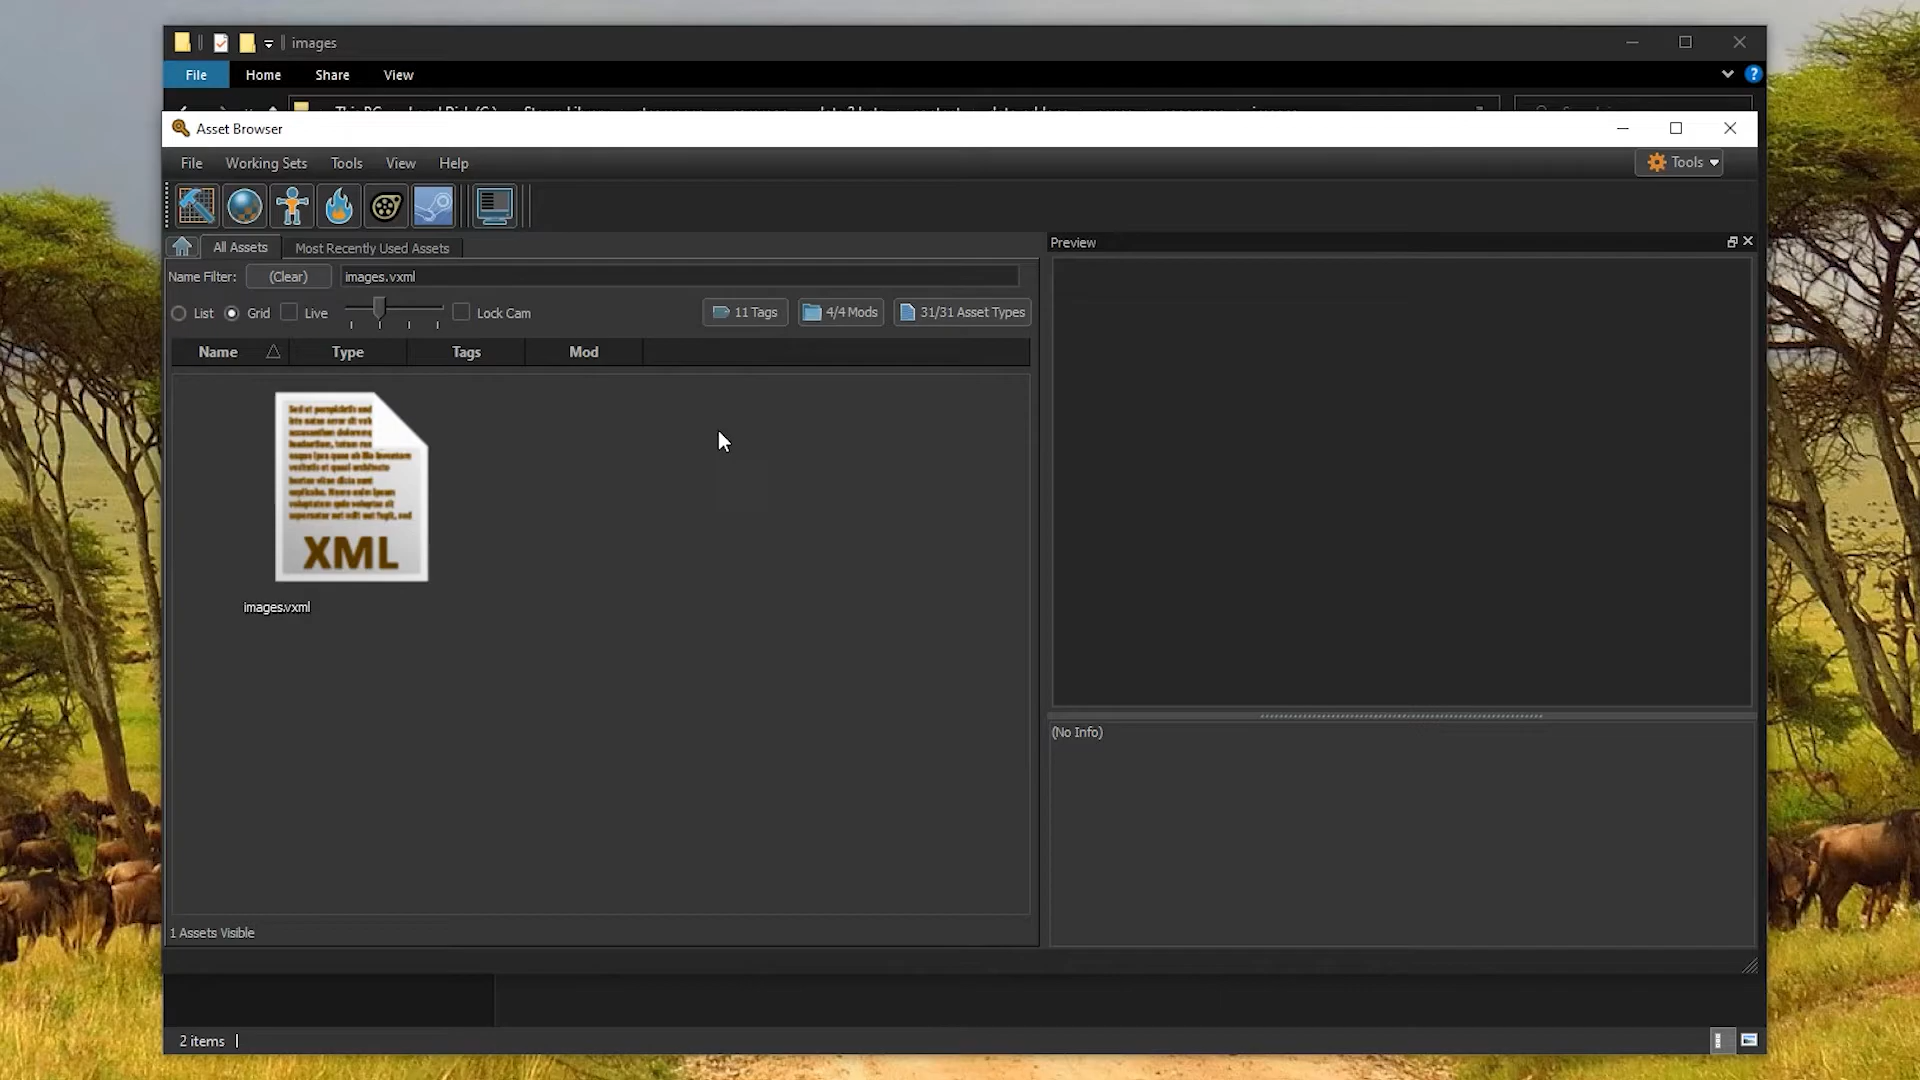 images
File Home Share View
Asset Browser
File Working Sets Tools View Help
Tools
All Assets Most Recently Used Assets
Preview
Name Filter: (Clear) images.vxml
List Grid Live Lock Cam 11 Tags 4/4 Mods 31/31 Asset Types
Name Type Tags Mod
XML
images.vxml
(No Info)
1 Assets Visible
2 items